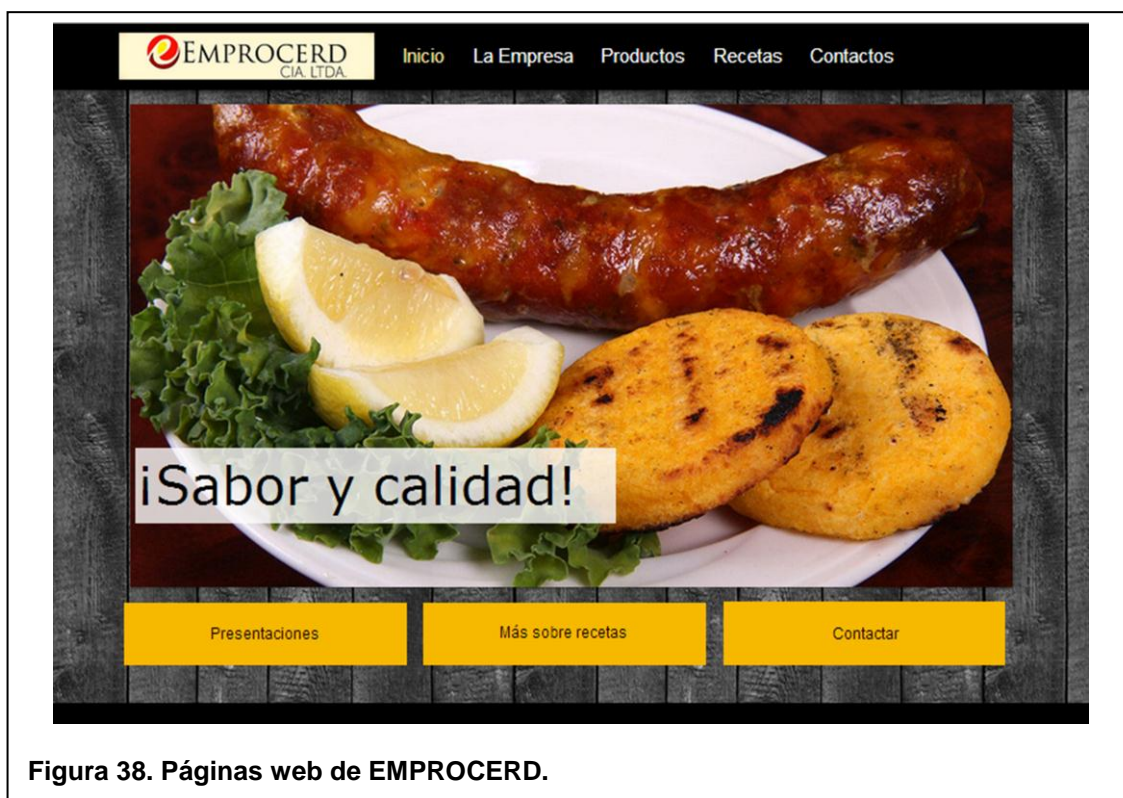 EMPROCERD
CIA. LTDA.
Inicio La Empresa Productos Recetas Contactos
¡Sabor y calidad!
Presentaciones Más sobre recetas Contactar
Figura 38. Páginas web de EMPROCERD.